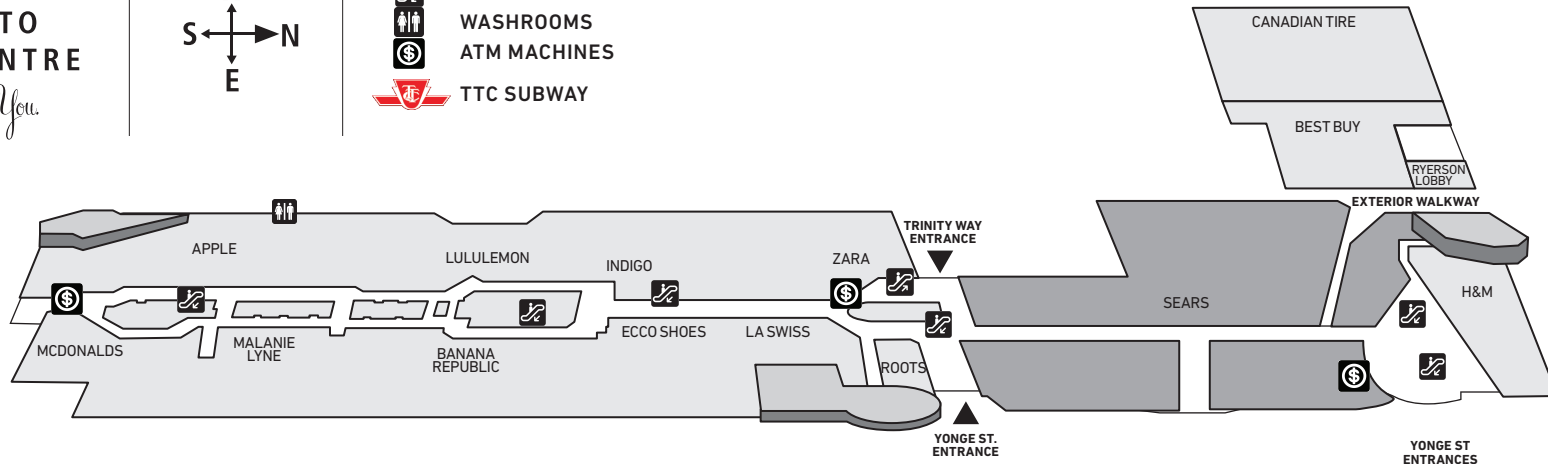 TO
NTRE
You.
S
N
E
WASHROOMS
ATM MACHINES
TTC
TTC SUBWAY
CANADIAN TIRE
BEST BUY
RYERSON
LOBBY
EXTERIOR WALKWAY
TRINITY WAY
ENTRANCE
APPLE
LULULEMON
INDIGO
ZARA
SEARS
H&M
MCDONALDS
MALANIE
LYNE
BANANA
REPUBLIC
ECCO SHOES
LA SWISS
ROOTS
YONGE ST.
ENTRANCE
YONGE ST
ENTRANCES